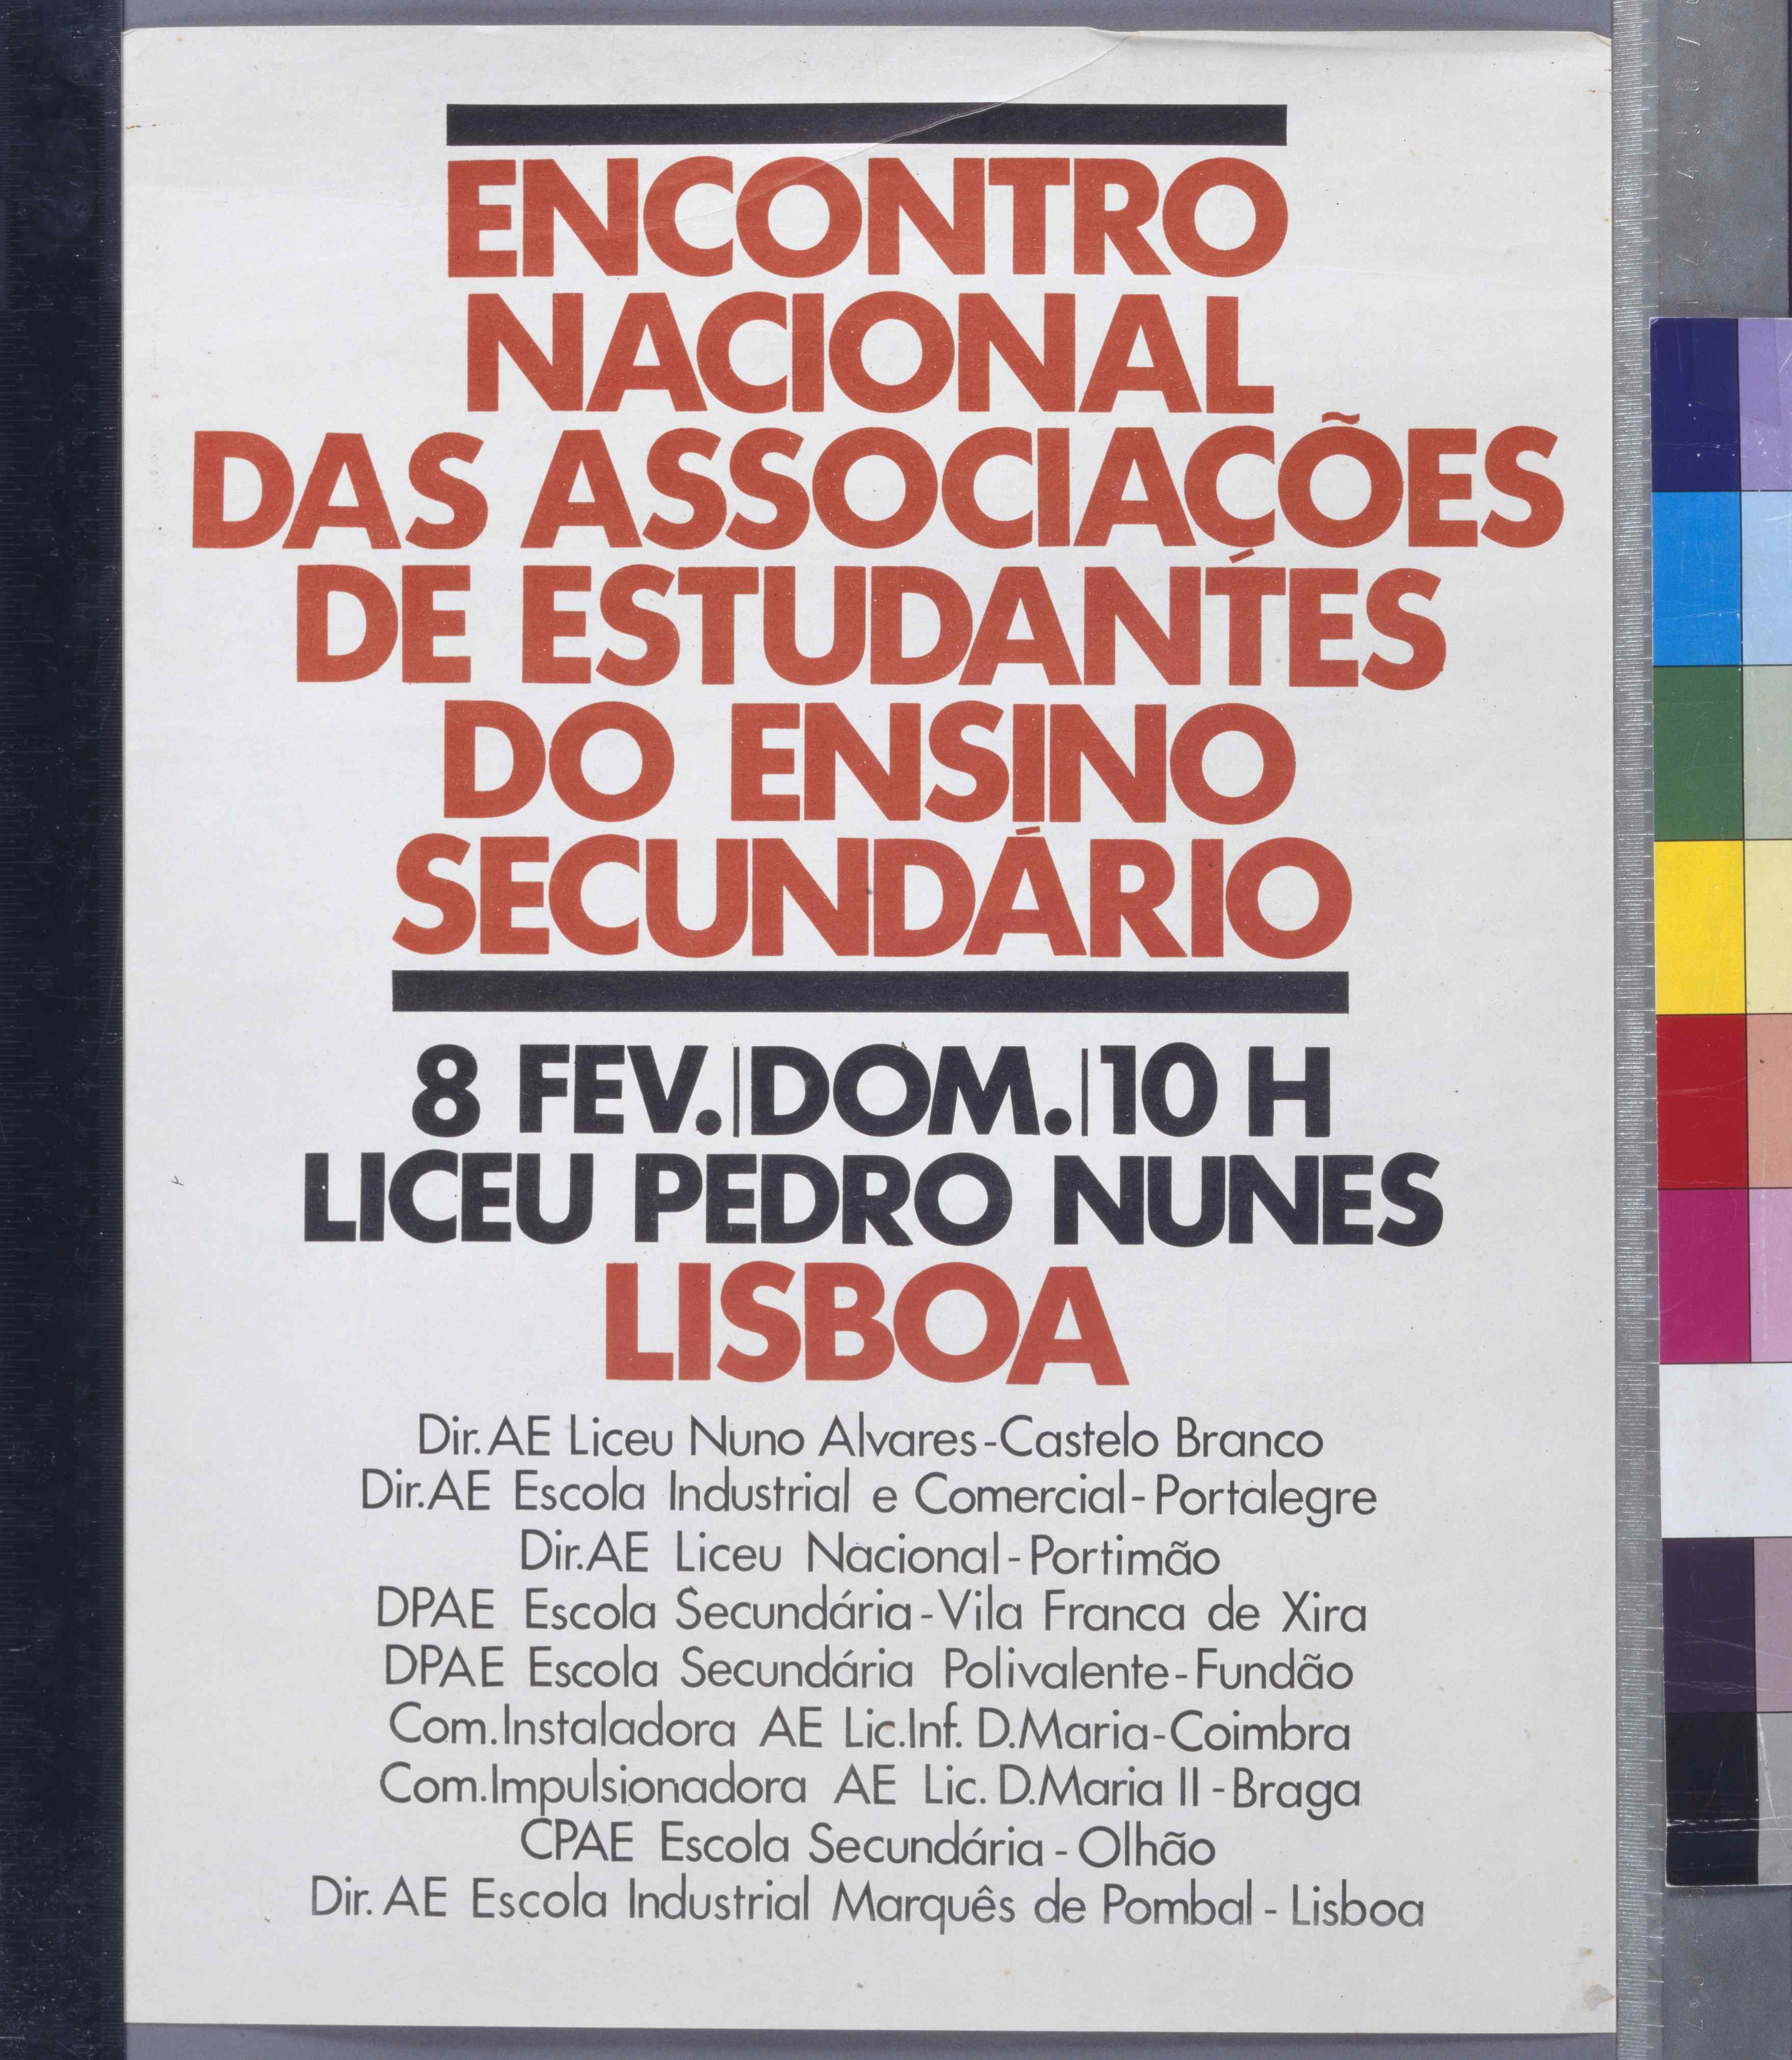 ENCONTRO
NACIONAL
DAS ASSOCIAÇÕES
DE ESTUDANTES
DO ENSINO
SECUNDÁRIO
8 FEV.|DOM.|10 H
LICEU PEDRO NUNES
LISBOA
Dir. AE Liceu Nuno Alvares-Castelo Branco
Dir.AE Escola Industrial e Comercial-Portalegre
Dir.AE Liceu Nacional-Portimão
DPAE Escola Secundária-Vila Franca de Xira
DPAE Escola Secundária Polivalente-Fundão
Com.Instaladora AE Lic.Inf. D.Maria-Coimbra
Com.Impulsionadora AE Lic. D.Maria II-Braga
CPAE Escola Secundária-Olhão
Dir. AE Escola Industrial Marquês de Pombal-Lisboa